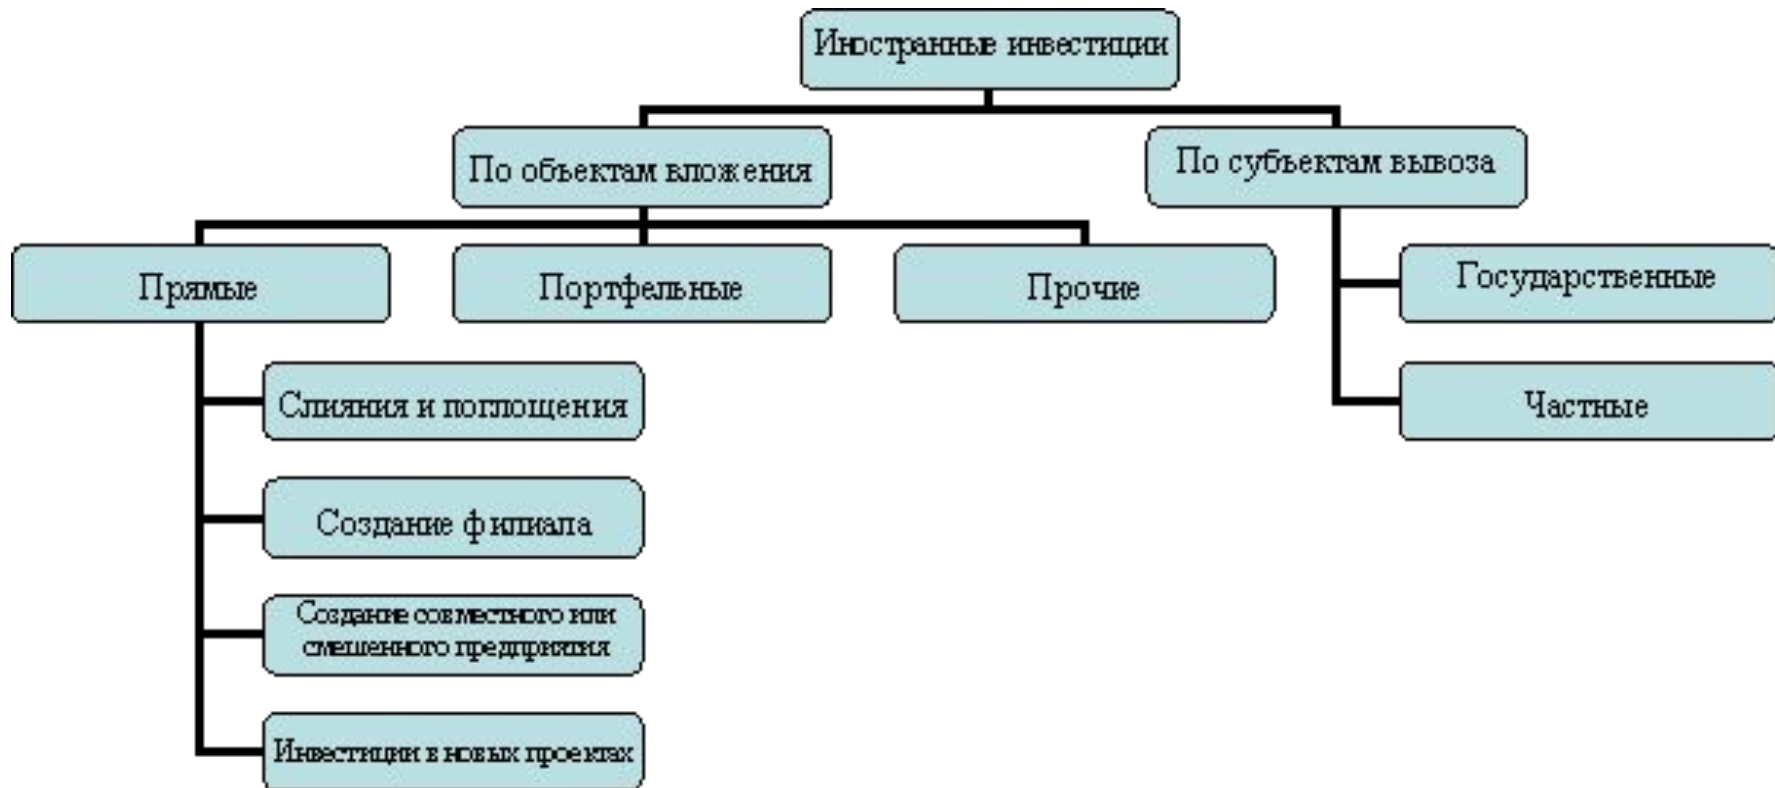 Иностранные инвестиции
По объектам вложения
По субъектам вывоза
Прямые
Портфельные
Прочие
Государственные
Слияния и поглощения
Частные
Создание филиала
Создание совместного или
смешенного предприятия
Инвестиции в новых проектах